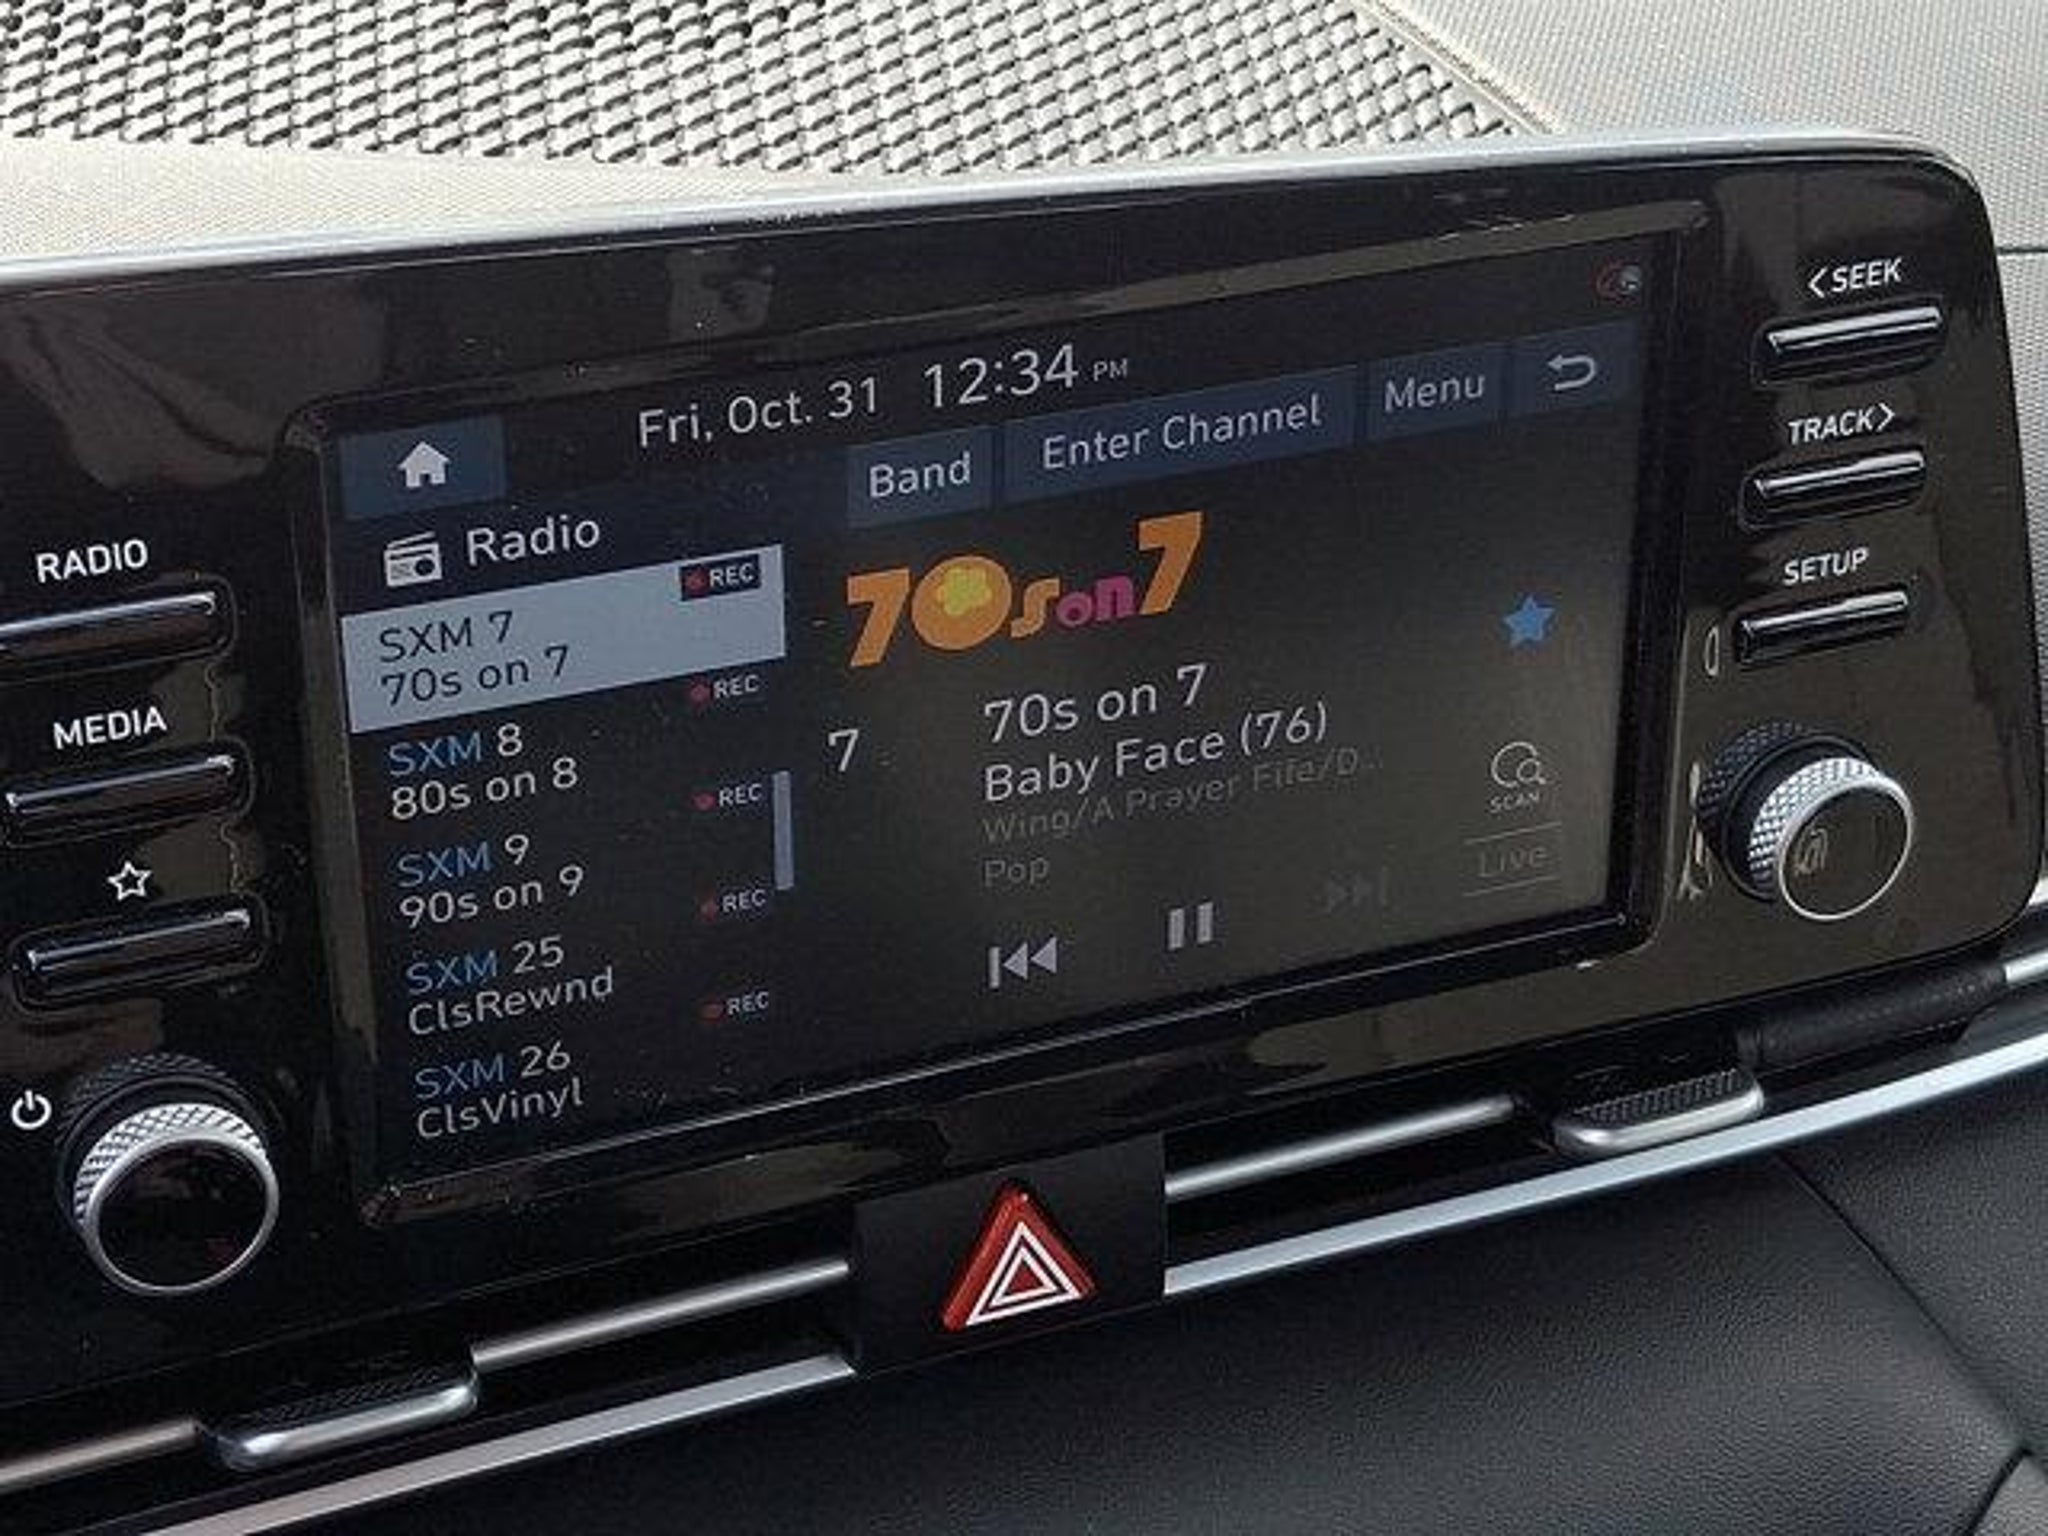 <SEEK
TRACK>
SETUP
RADIO
MEDIA
Fri, Oct. 31 12:34 PM
Band
Enter Channel
Menu
Radio
REC
SXM 7
70s on 7
REC
SXM 8
80s on 8
REC
SXM 9
90s on 9
REC
SXM 25
ClsRewnd
REC
SXM 26
ClsVinyl
70s on 7
7
70s on 7
Baby Face (76)
Wing/A Prayer Fife/D...
Pop
SCAN
Live